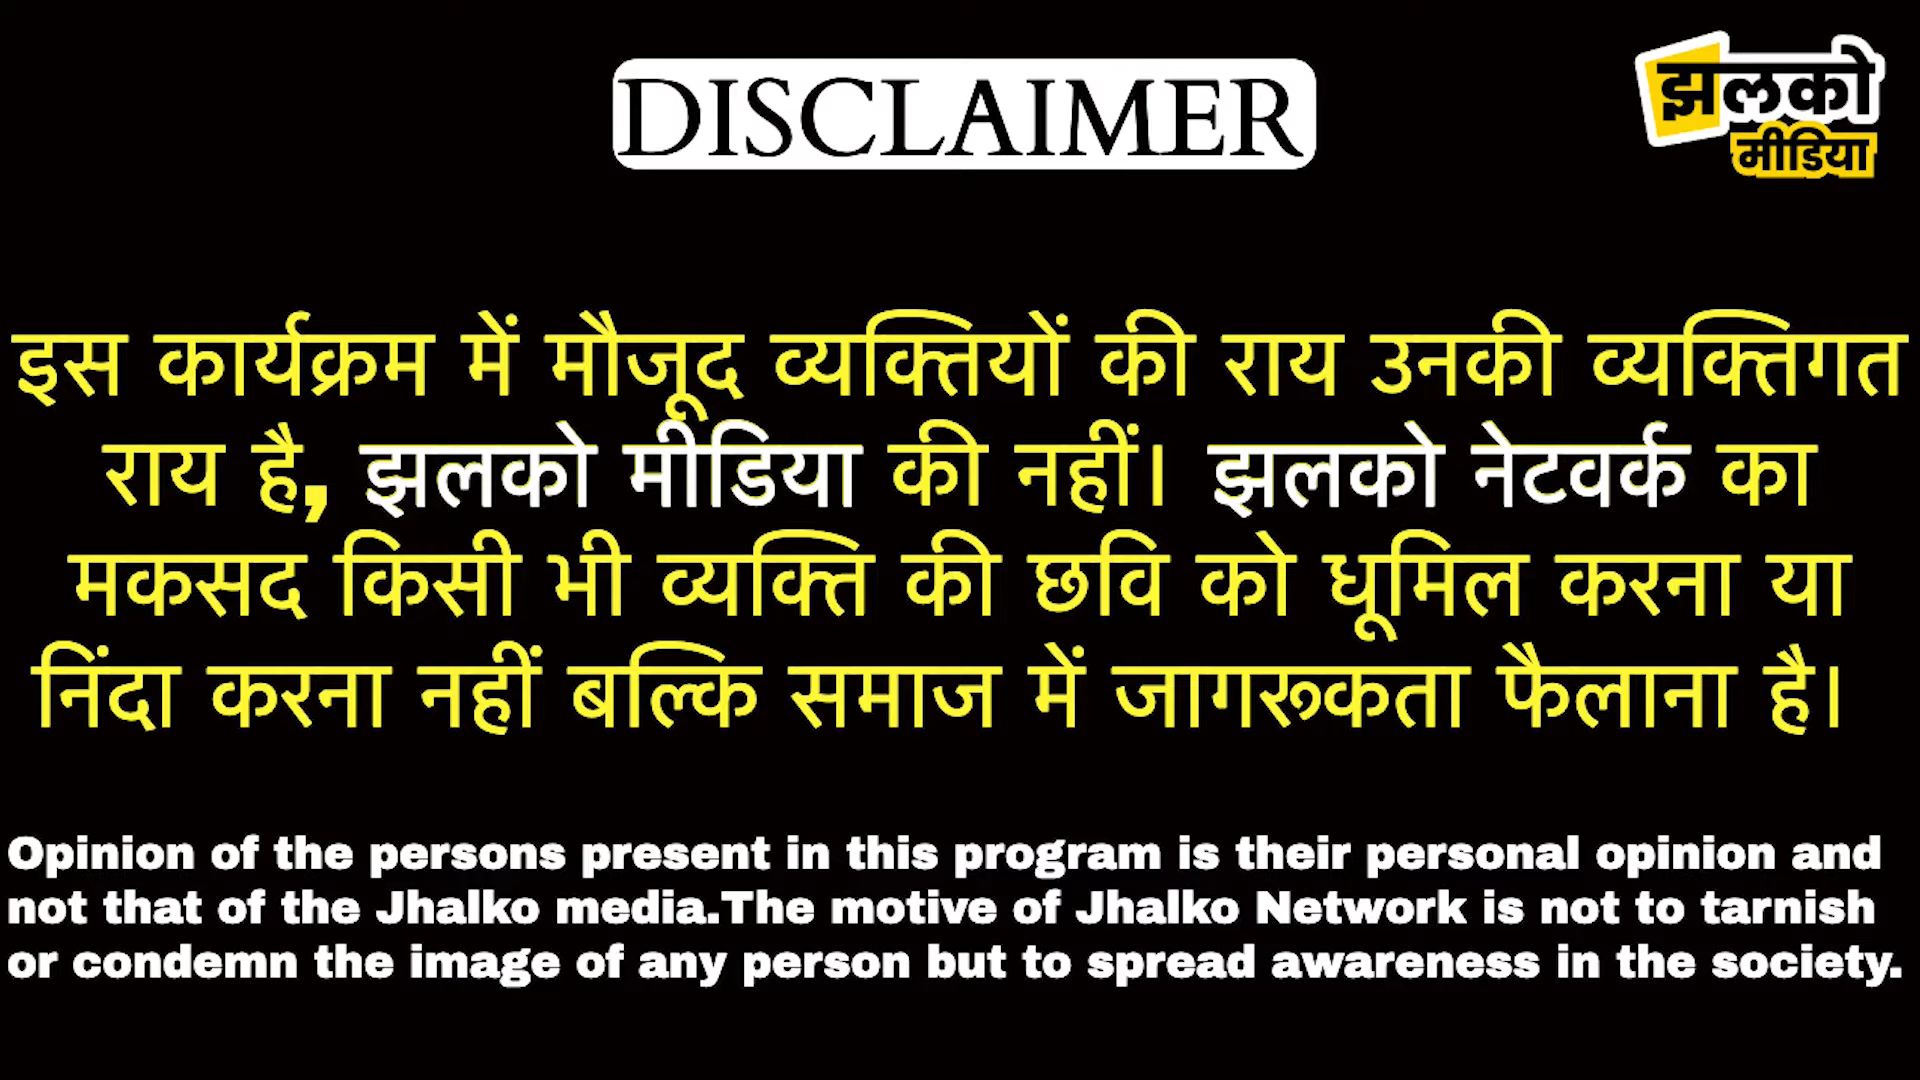 DISCLAIMER
झलको
मीडिया
इस कार्यक्रम में मौजूद व्यक्तियों की राय उनकी व्यक्तिगत
राय है, झलको मीडिया की नहीं। झलको नेटवर्क का
मकसद किसी भी व्यक्ति की छवि को धूमिल करना या
निंदा करना नहीं बल्कि समाज में जागरूकता फैलाना है।
Opinion of the persons present in this program is their personal opinion and
not that of the Jhalko media.The motive of Jhalko Network is not to tarnish
or condemn the image of any person but to spread awareness in the society.